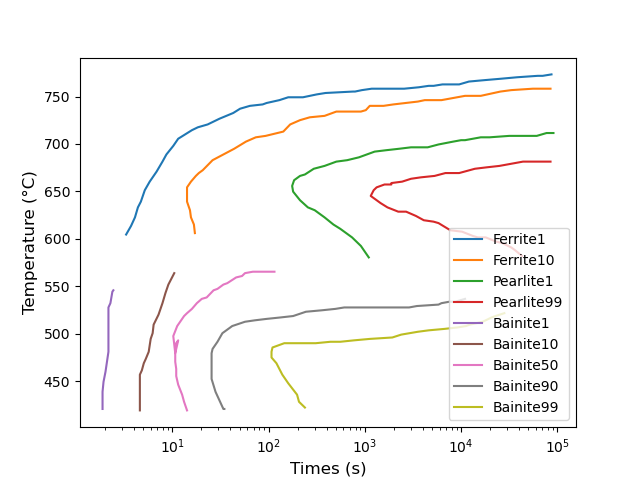 750
700
650
600
550
500
450
Temperature (°C)
10¹ 10² 10³ 10⁴ 10⁵
Times (s)
Ferrite1
Ferrite10
Pearlite1
Pearlite99
Bainite1
Bainite10
Bainite50
Bainite90
Bainite99